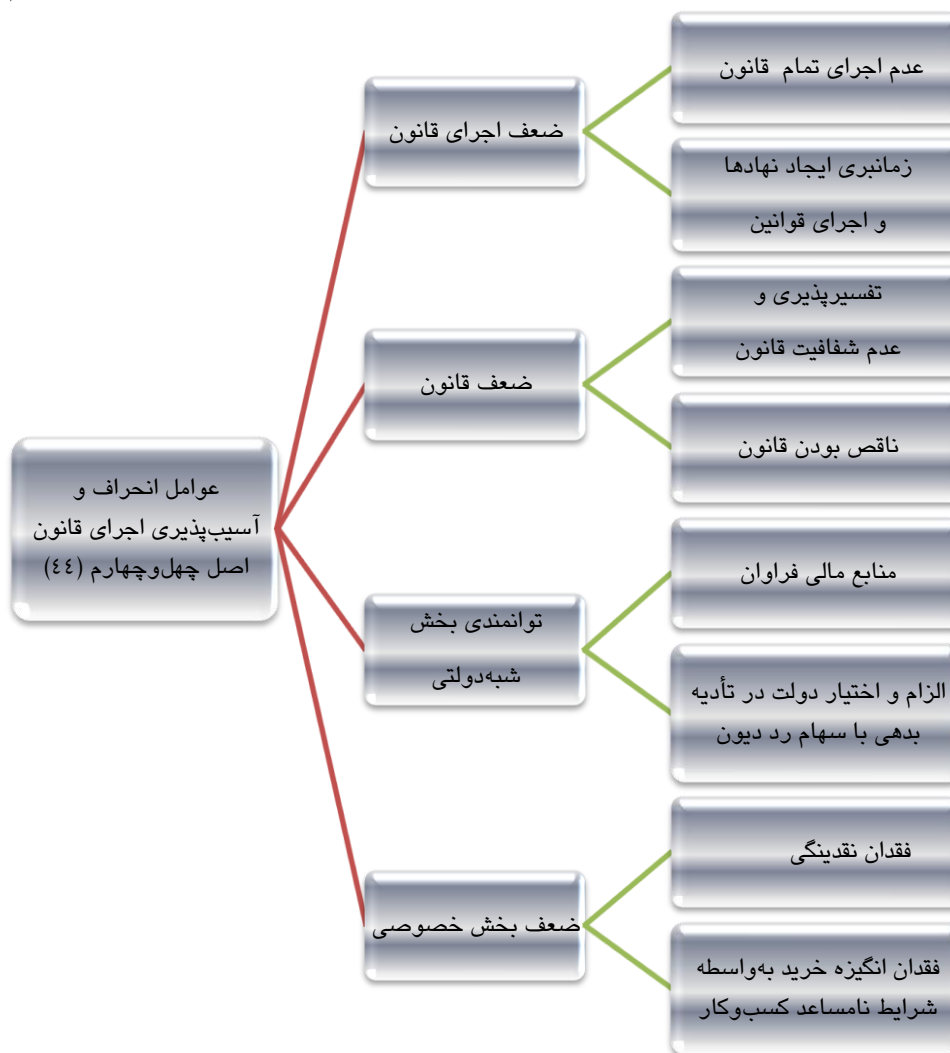 عوامل انحراف و
آسیب‌پذیری اجرای قانون
اصل چهل‌وچهارم (٤٤)
ضعف اجرای قانون
عدم اجرای تمام قانون
زمانبری ایجاد نهادها
و اجرای قوانین
ضعف قانون
تفسیرپذیری و
عدم شفافیت قانون
ناقص بودن قانون
توانمندی بخش
شبه‌دولتی
منابع مالی فراوان
الزام و اختیار دولت در تأدیه
بدهی با سهام رد دیون
ضعف بخش خصوصی
فقدان نقدینگی
فقدان انگیزه خرید به‌واسطه
شرایط نامساعد کسب‌وکار